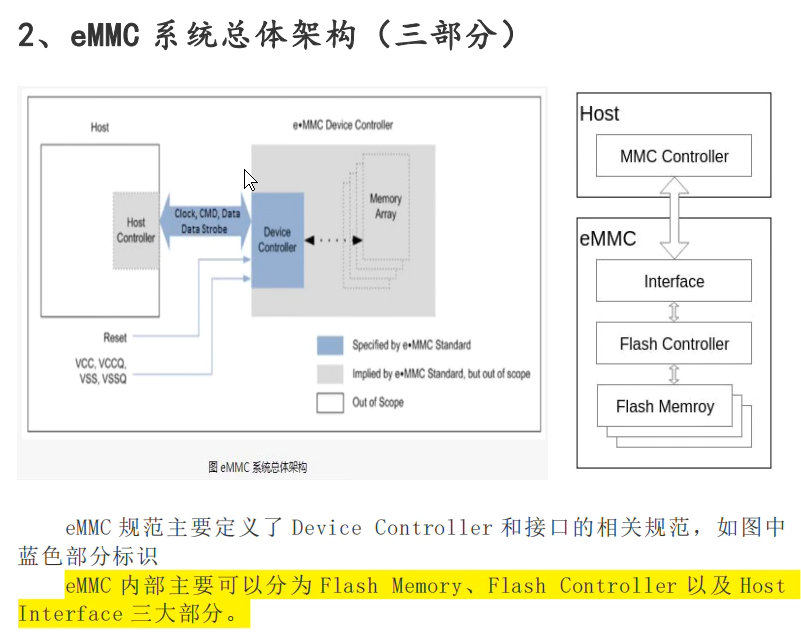 2、eMMC 系统总体架构（三部分）
Host
e•MMC Device Controller
Host
Controller
Clock, CMD, Data
Data Strobe
Device
Controller
Memory
Array
Reset
VCC, VCCQ,
VSS, VSSQ
Specified by e•MMC Standard
Implied by e•MMC Standard, but out of scope
Out of Scope
图 eMMC 系统总体架构
Host
MMC Controller
eMMC
Interface
Flash Controller
Flash Memroy
eMMC 规范主要定义了 Device Controller 和接口的相关规范，如图中
蓝色部分标识
eMMC 内部主要可以分为 Flash Memory、Flash Controller 以及 Host
Interface 三大部分。